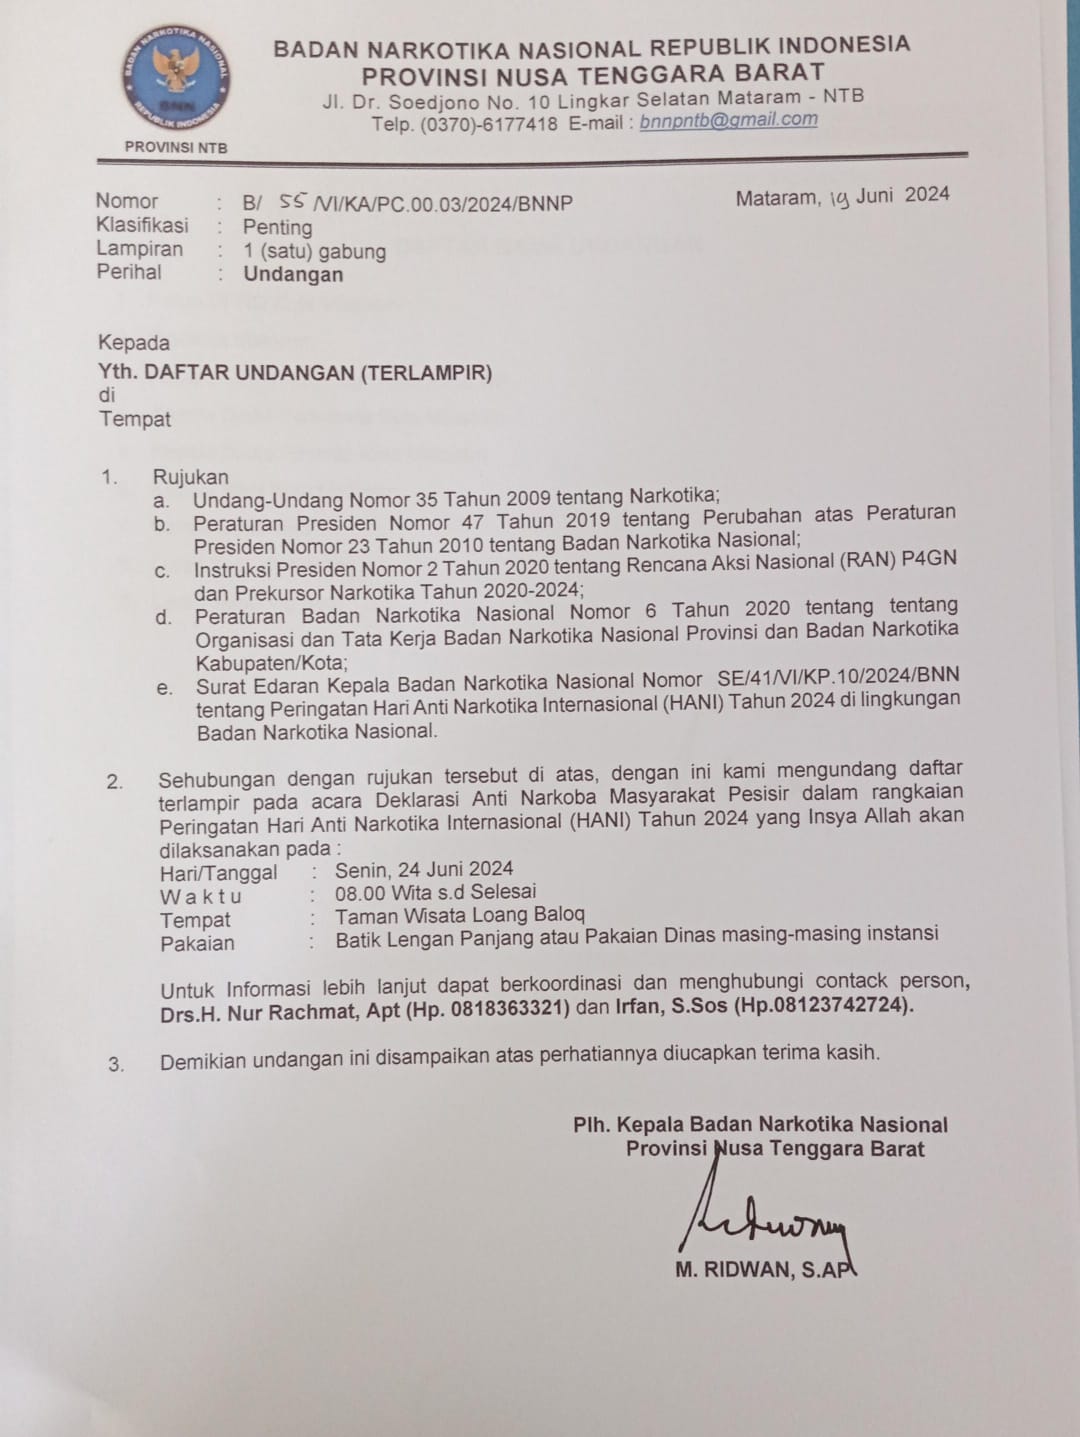 BADAN NARKOTIKA NASIONAL
BNN
REPUBLIK INDONESIA
PROVINSI NTB
BADAN NARKOTIKA NASIONAL REPUBLIK INDONESIA
PROVINSI NUSA TENGGARA BARAT
Jl. Dr. Soedjono No. 10 Lingkar Selatan Mataram - NTB
Telp. (0370)-6177418 E-mail : bnnpntb@gmail.com
Nomor : B/ 55 /VI/KA/PC.00.03/2024/BNNP Mataram, 19 Juni 2024
Klasifikasi : Penting
Lampiran : 1 (satu) gabung
Perihal : Undangan
Kepada
Yth. DAFTAR UNDANGAN (TERLAMPIR)
di
Tempat
1. Rujukan
a. Undang-Undang Nomor 35 Tahun 2009 tentang Narkotika;
b. Peraturan Presiden Nomor 47 Tahun 2019 tentang Perubahan atas Peraturan
Presiden Nomor 23 Tahun 2010 tentang Badan Narkotika Nasional;
c. Instruksi Presiden Nomor 2 Tahun 2020 tentang Rencana Aksi Nasional (RAN) P4GN
dan Prekursor Narkotika Tahun 2020-2024;
d. Peraturan Badan Narkotika Nasional Nomor 6 Tahun 2020 tentang tentang
Organisasi dan Tata Kerja Badan Narkotika Nasional Provinsi dan Badan Narkotika
Kabupaten/Kota;
e. Surat Edaran Kepala Badan Narkotika Nasional Nomor SE/41/VI/KP.10/2024/BNN
tentang Peringatan Hari Anti Narkotika Internasional (HANI) Tahun 2024 di lingkungan
Badan Narkotika Nasional.
2. Sehubungan dengan rujukan tersebut di atas, dengan ini kami mengundang daftar
terlampir pada acara Deklarasi Anti Narkoba Masyarakat Pesisir dalam rangkaian
Peringatan Hari Anti Narkotika Internasional (HANI) Tahun 2024 yang Insya Allah akan
dilaksanakan pada :
Hari/Tanggal : Senin, 24 Juni 2024
W a k t u : 08.00 Wita s.d Selesai
Tempat : Taman Wisata Loang Baloq
Pakaian : Batik Lengan Panjang atau Pakaian Dinas masing-masing instansi
Untuk Informasi lebih lanjut dapat berkoordinasi dan menghubungi contack person,
Drs.H. Nur Rachmat, Apt (Hp. 0818363321) dan Irfan, S.Sos (Hp.08123742724).
3. Demikian undangan ini disampaikan atas perhatiannya diucapkan terima kasih.
Plh. Kepala Badan Narkotika Nasional
Provinsi Nusa Tenggara Barat
M. RIDWAN, S.AP